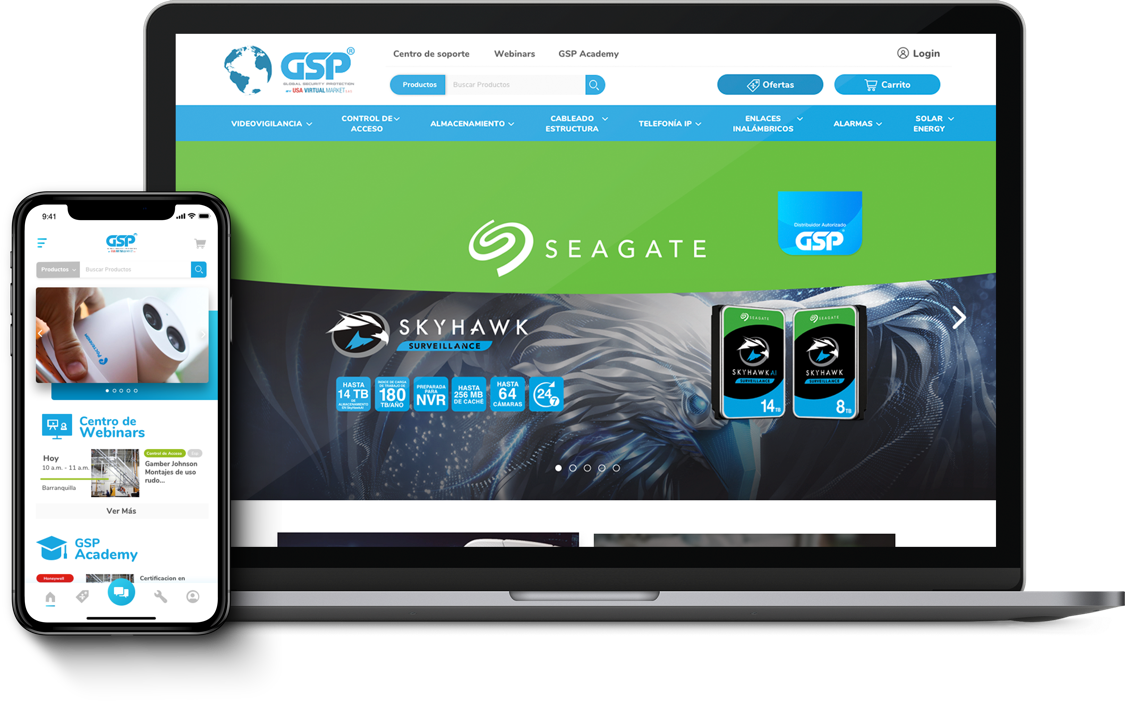 Centro de soporte
Webinars
GSP Academy
Login
GSP®
GLOBAL SECURITY PROTECTION
BY USA VIRTUAL MARKET S.A.S.
Productos
Buscar Productos
Ofertas
Carrito
VIDEOVIGILANCIA
CONTROL DE
ACCESO
ALMACENAMIENTO
CABLEADO
ESTRUCTURA
TELEFONÍA IP
ENLACES
INALÁMBRICOS
ALARMAS
SOLAR
ENERGY
SEAGATE
Distribuidor Autorizado
GSP®
SKYHAWK
SURVEILLANCE
HASTA
14 TB
DE
ALMACENAMIENTO
180
TB/AÑO
PREPARADA
PARA
NVR
HASTA
256 MB
DE CACHÉ
HASTA
64
CÁMARAS
24
7
SEAGATE
SKYHAWK AI
SURVEILLANCE
14TB
SEAGATE
SKYHAWK
SURVEILLANCE
8TB
9:41
GSP
Productos
Buscar Productos
Centro de
Webinars
Hoy
10 a.m. - 11 a.m.
Barranquilla
Control de Acceso
Gamber Johnson
Montajes de uso
rudo...
Ver Más
GSP
Academy
Honeywell
Certificacion en